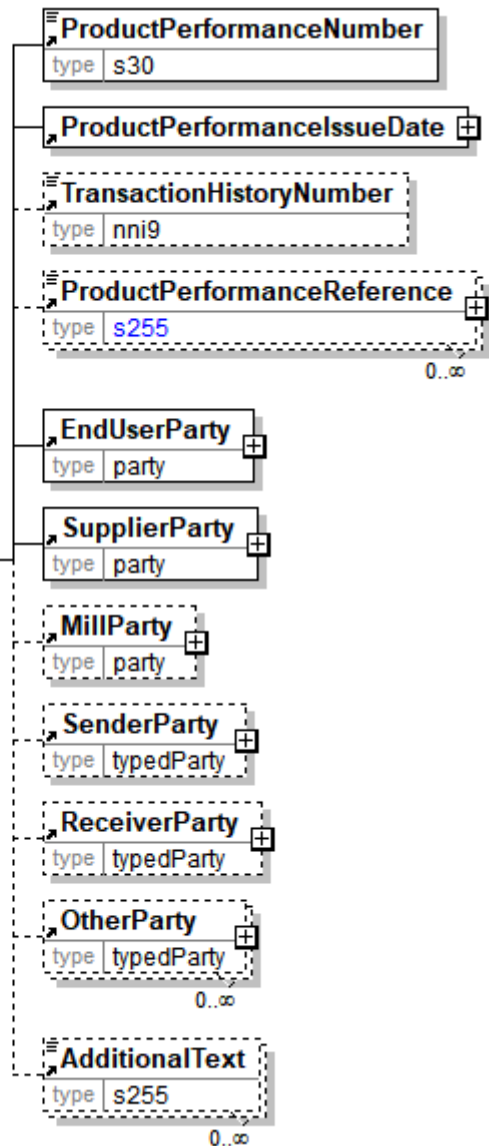 ProductPerformanceNumber
type s30
ProductPerformanceIssueDate
TransactionHistoryNumber
type nni9
ProductPerformanceReference
type s255
0..∞
EndUserParty
type party
SupplierParty
type party
MillParty
type party
SenderParty
type typedParty
ReceiverParty
type typedParty
OtherParty
type typedParty
0..∞
AdditionalText
type s255
0..∞